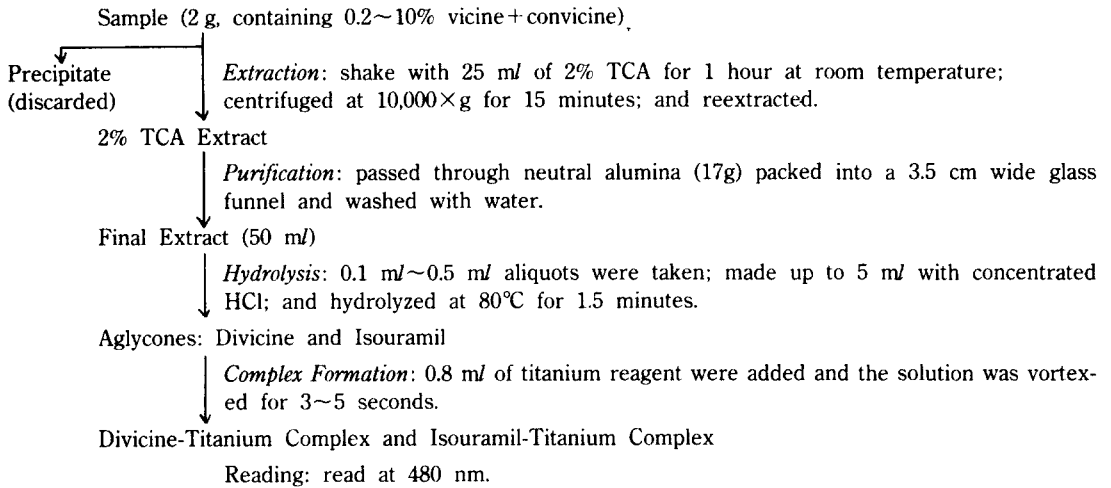 Sample (2 g, containing 0.2~10% vicine+convicine)
Precipitate
(discarded)
Extraction: shake with 25 ml of 2% TCA for 1 hour at room temperature;
centrifuged at 10,000×g for 15 minutes; and reextracted.
2% TCA Extract
Purification: passed through neutral alumina (17g) packed into a 3.5 cm wide glass
funnel and washed with water.
Final Extract (50 ml)
Hydrolysis: 0.1 ml~0.5 ml aliquots were taken; made up to 5 ml with concentrated
HCl; and hydrolyzed at 80℃ for 1.5 minutes.
Aglycones: Divicine and Isouramil
Complex Formation: 0.8 ml of titanium reagent were added and the solution was vortex-
ed for 3~5 seconds.
Divicine-Titanium Complex and Isouramil-Titanium Complex
Reading: read at 480 nm.